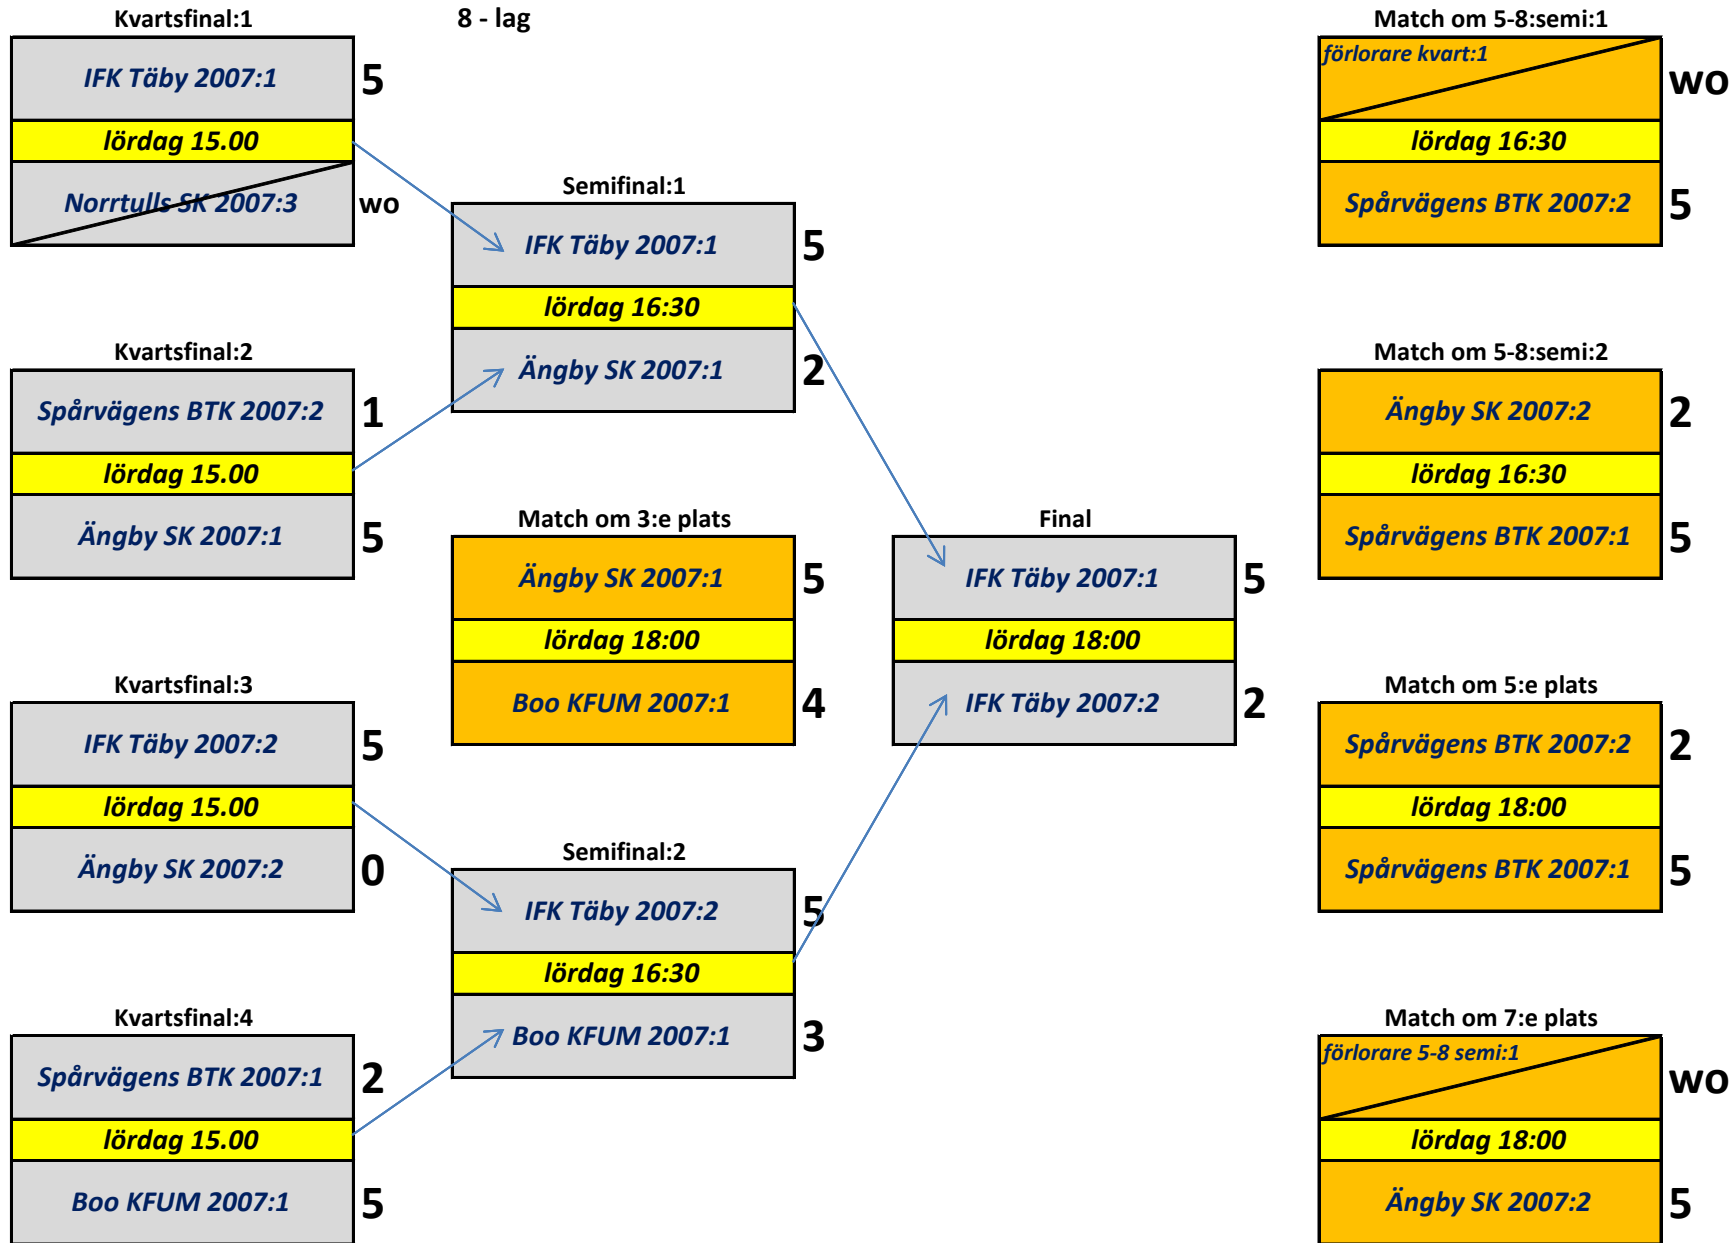 Kvartsfinal:1
IFK Täby 2007:1 5
lördag 15.00
Norrtulls SK 2007:3 wo
Kvartsfinal:2
Spårvägens BTK 2007:2 1
lördag 15.00
Ängby SK 2007:1 5
Kvartsfinal:3
IFK Täby 2007:2 5
lördag 15.00
Ängby SK 2007:2 0
Kvartsfinal:4
Spårvägens BTK 2007:1 2
lördag 15.00
Boo KFUM 2007:1 5
8 - lag
Semifinal:1
IFK Täby 2007:1 5
lördag 16:30
Ängby SK 2007:1 2
Match om 3:e plats
Ängby SK 2007:1 5
lördag 18:00
Boo KFUM 2007:1 4
Semifinal:2
IFK Täby 2007:2 5
lördag 16:30
Boo KFUM 2007:1 3
Final
IFK Täby 2007:1 5
lördag 18:00
IFK Täby 2007:2 2
Match om 5-8:semi:1
förlorare kvart:1 wo
lördag 16:30
Spårvägens BTK 2007:2 5
Match om 5-8:semi:2
Ängby SK 2007:2 2
lördag 16:30
Spårvägens BTK 2007:1 5
Match om 5:e plats
Spårvägens BTK 2007:2 2
lördag 18:00
Spårvägens BTK 2007:1 5
Match om 7:e plats
förlorare 5-8 semi:1 wo
lördag 18:00
Ängby SK 2007:2 5